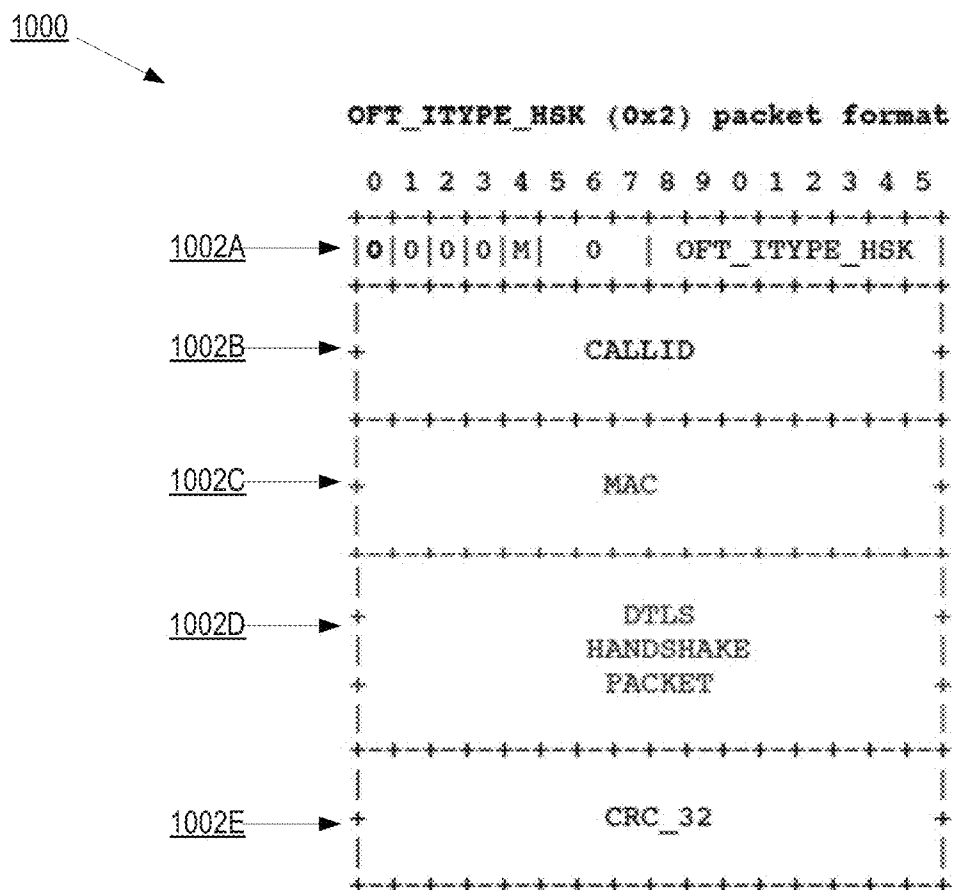 1000
OFT_ITYPE_HSK (0x2) packet format
0 1 2 3 4 5 6 7 8 9 0 1 2 3 4 5
+-+-+-+-+-+-+-+-+-+-+-+-+-+-+-+-+
1002A |0|0|0|0|M| 0 | OFT_ITYPE_HSK |
+-+-+-+-+-+-+-+-+-+-+-+-+-+-+-+-+
1002B + CALLID +
+-+-+-+-+-+-+-+-+-+-+-+-+-+-+-+-+
1002C + MAC +
+-+-+-+-+-+-+-+-+-+-+-+-+-+-+-+-+
1002D + DTLS +
| HANDSHAKE |
+ PACKET +
+-+-+-+-+-+-+-+-+-+-+-+-+-+-+-+-+
1002E + CRC_32 +
+-+-+-+-+-+-+-+-+-+-+-+-+-+-+-+-+